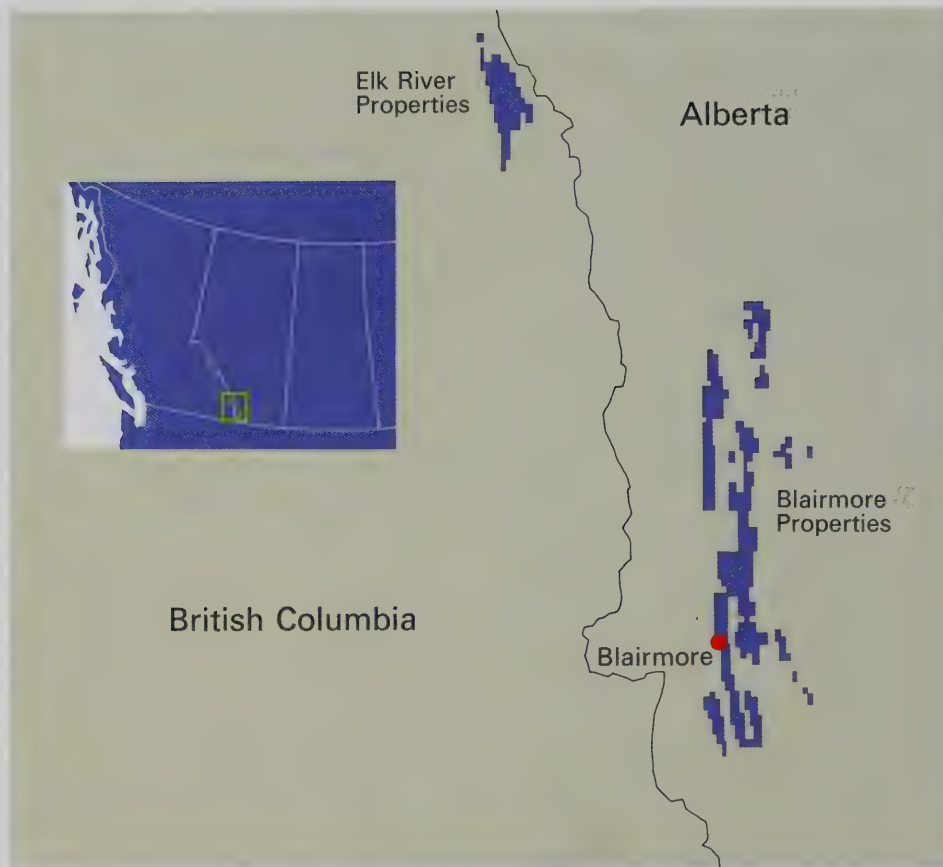 Elk River
Properties
Alberta
Blairmore
Properties
British Columbia
Blairmore